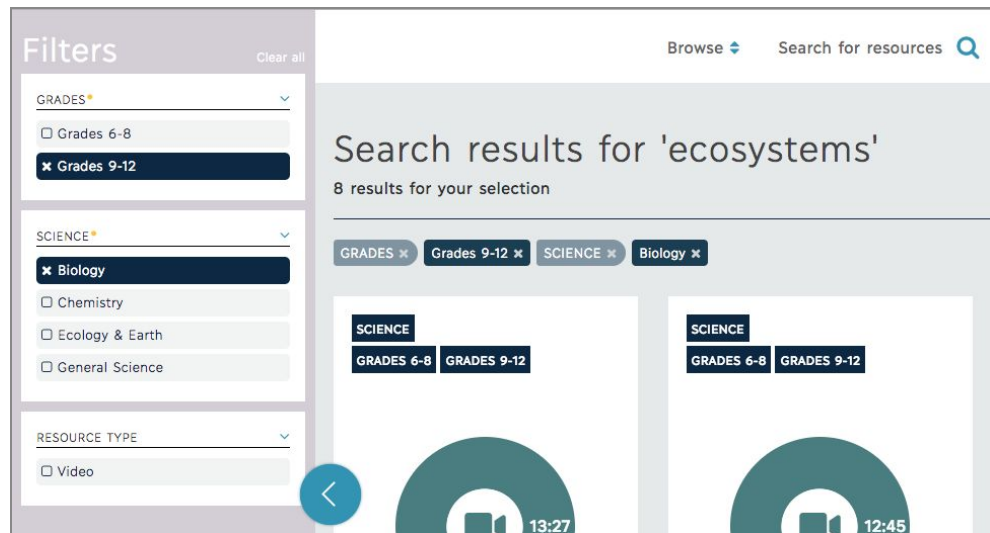 Filters
Clear all
GRADES
Grades 6-8
Grades 9-12
SCIENCE
Biology
Chemistry
Ecology & Earth
General Science
RESOURCE TYPE
Video
Browse
Search for resources
Search results for 'ecosystems'
8 results for your selection
GRADES × Grades 9-12 × SCIENCE × Biology ×
SCIENCE
GRADES 6-8 GRADES 9-12
13:27
SCIENCE
GRADES 6-8 GRADES 9-12
12:45